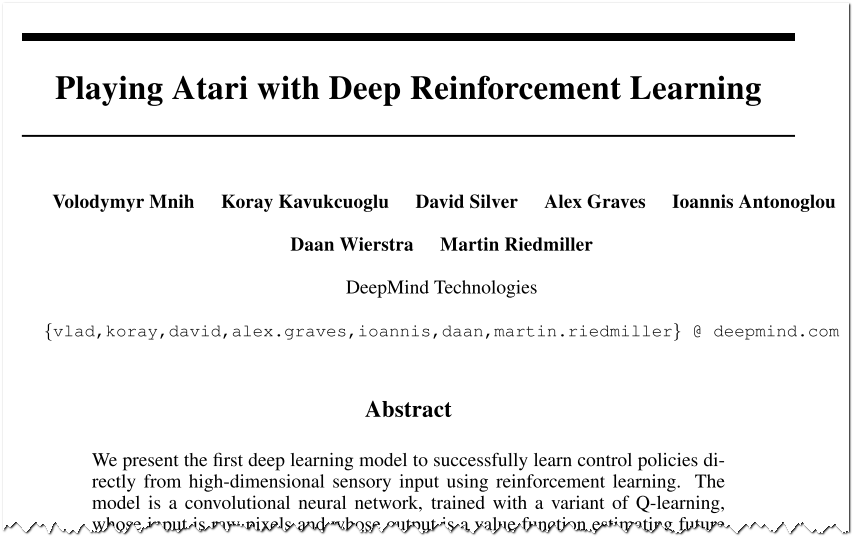 Playing Atari with Deep Reinforcement Learning
Volodymyr Mnih Koray Kavukcuoglu David Silver Alex Graves Ioannis Antonoglou
Daan Wierstra Martin Riedmiller
DeepMind Technologies
{vlad,koray,david,alex.graves,ioannis,daan,martin.riedmiller} @ deepmind.com
Abstract
We present the first deep learning model to successfully learn control policies di-
rectly from high-dimensional sensory input using reinforcement learning. The
model is a convolutional neural network, trained with a variant of Q-learning,
whose input is raw pixels and whose output is a value function estimating future